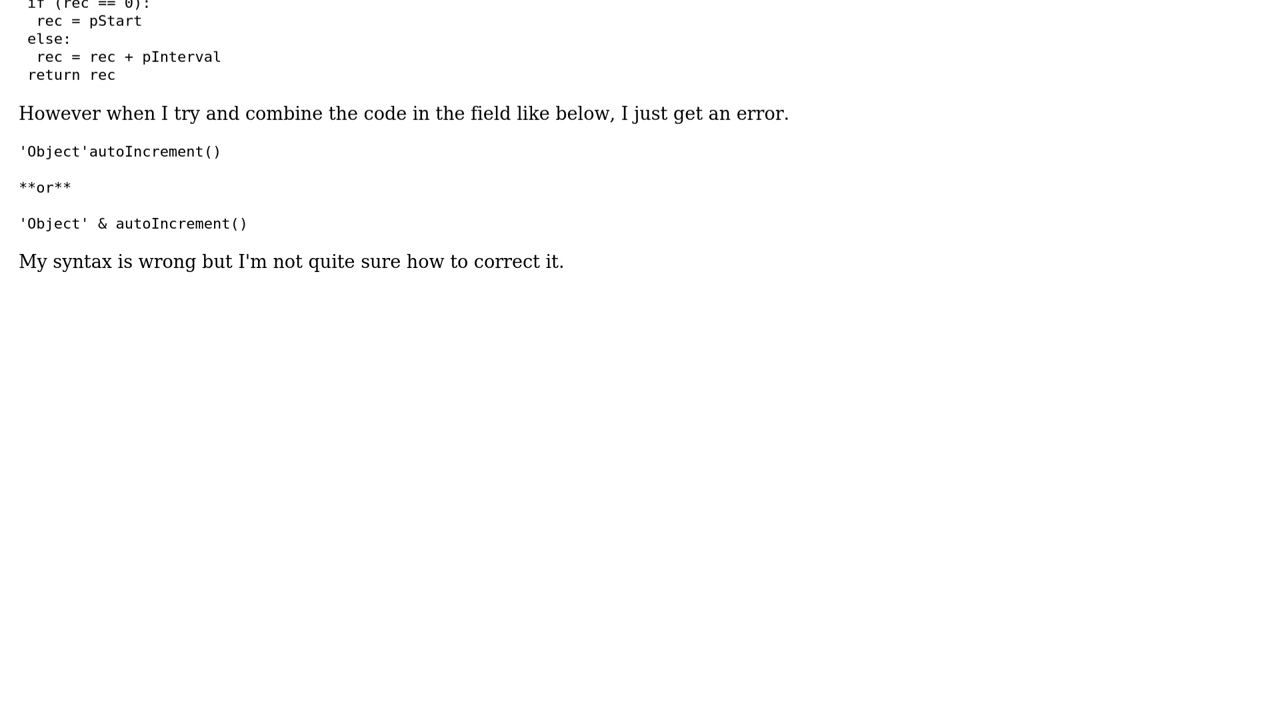 if (rec == 0):
rec = pStart
else:
rec = rec + pInterval
return rec
However when I try and combine the code in the field like below, I just get an error.
'Object'autoIncrement()
**or**
'Object' & autoIncrement()
My syntax is wrong but I'm not quite sure how to correct it.